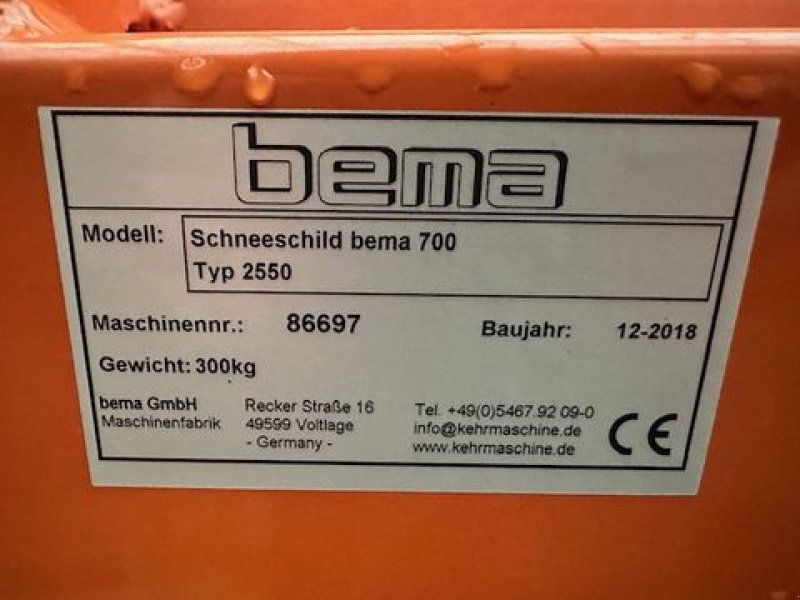 bema
Modell: Schneeschild bema 700
Typ 2550
Maschinennr.: 86697 Baujahr: 12-2018
Gewicht: 300kg
bema GmbH Recker Straße 16 Tel. +49(0)5467.92 09-0
Maschinenfabrik 49599 Voltlage info@kehrmaschine.de
- Germany - www.kehrmaschine.de
CE